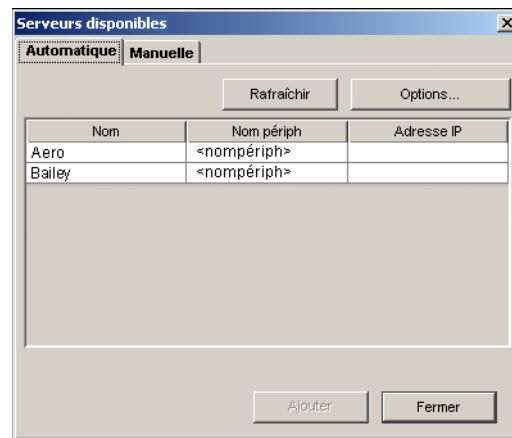 Serveurs disponibles
Automatique Manuelle
Rafraîchir Options...
Nom Nom périph Adresse IP
Aero <nompériph>
Bailey <nompériph>
Ajouter Fermer